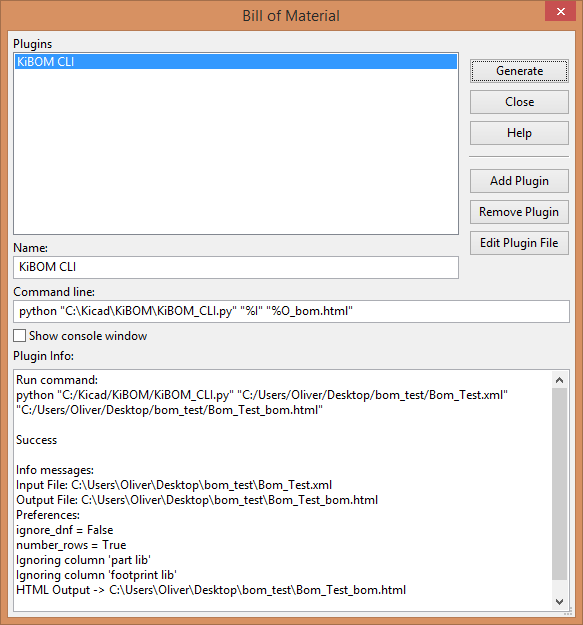 Bill of Material
Plugins
KiBOM CLI
Generate
Close
Help
Add Plugin
Remove Plugin
Edit Plugin File
Name:
KiBOM CLI
Command line:
python "C:\Kicad\KiBOM\KiBOM_CLI.py" "%I" "%O_bom.html"
Show console window
Plugin Info:
Run command:
python "C:/Kicad/KiBOM/KiBOM_CLI.py" "C:/Users/Oliver/Desktop/bom_test/Bom_Test.xml"
"C:/Users/Oliver/Desktop/bom_test/Bom_Test_bom.html"
Success
Info messages:
Input File: C:\Users\Oliver\Desktop\bom_test\Bom_Test.xml
Output File: C:\Users\Oliver\Desktop\bom_test\Bom_Test_bom.html
Preferences:
ignore_dnf = False
number_rows = True
Ignoring column 'part lib'
Ignoring column 'footprint lib'
HTML Output -> C:\Users\Oliver\Desktop\bom_test\Bom_Test_bom.html